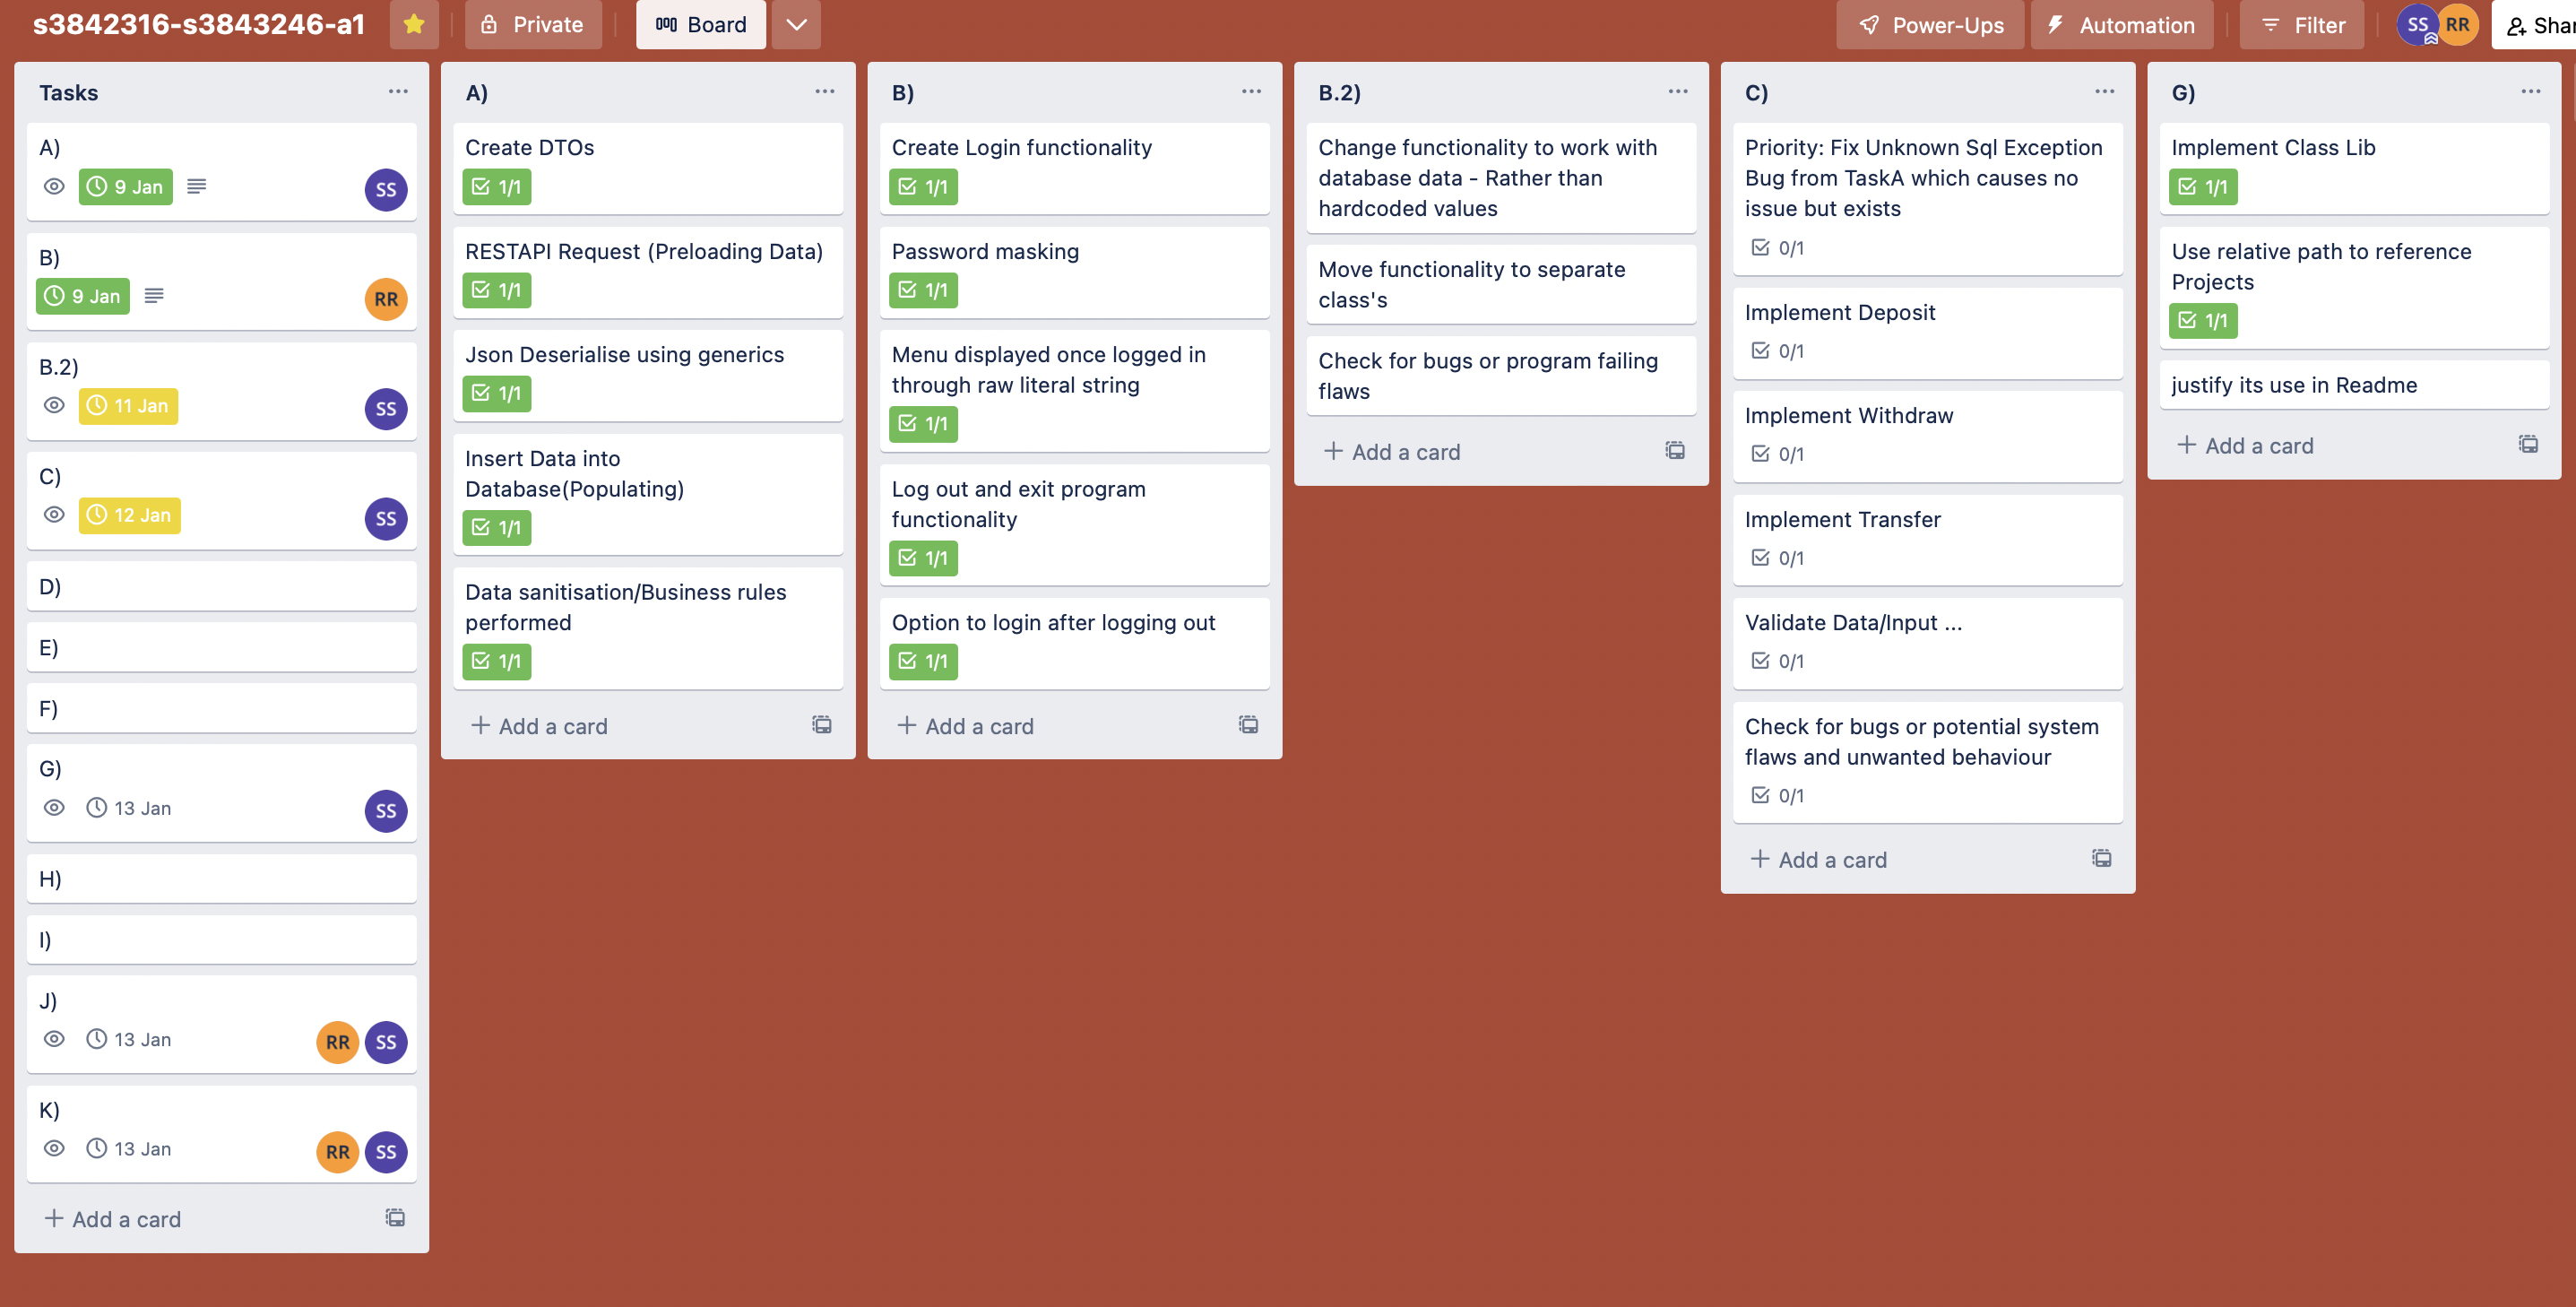 s3842316-s3843246-a1
Private
Board
Power-Ups
Automation
Filter
SS
RR
Shar
Tasks
A)
9 Jan
SS
B)
9 Jan
RR
B.2)
11 Jan
SS
C)
12 Jan
SS
D)
E)
F)
G)
13 Jan
SS
H)
I)
J)
13 Jan
RR
SS
K)
13 Jan
RR
SS
Add a card
A)
Create DTOs
1/1
RESTAPI Request (Preloading Data)
1/1
Json Deserialise using generics
1/1
Insert Data into
Database(Populating)
1/1
Data sanitisation/Business rules
performed
1/1
Add a card
B)
Create Login functionality
1/1
Password masking
1/1
Menu displayed once logged in
through raw literal string
1/1
Log out and exit program
functionality
1/1
Option to login after logging out
1/1
Add a card
B.2)
Change functionality to work with
database data - Rather than
hardcoded values
Move functionality to separate
class's
Check for bugs or program failing
flaws
Add a card
C)
Priority: Fix Unknown Sql Exception
Bug from TaskA which causes no
issue but exists
0/1
Implement Deposit
0/1
Implement Withdraw
0/1
Implement Transfer
0/1
Validate Data/Input ...
0/1
Check for bugs or potential system
flaws and unwanted behaviour
0/1
Add a card
G)
Implement Class Lib
1/1
Use relative path to reference
Projects
1/1
justify its use in Readme
Add a card